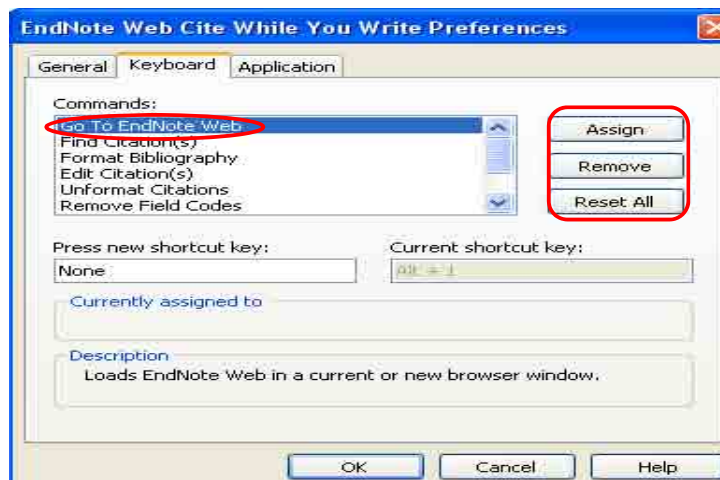 EndNote Web Cite While You Write Preferences
General Keyboard Application
Commands:
Go To EndNote Web
Find Citation(s)
Format Bibliography
Edit Citation(s)
Unformat Citations
Remove Field Codes
Assign
Remove
Reset All
Press new shortcut key:
None
Current shortcut key:
Alt + 1
Currently assigned to
Description
Loads EndNote Web in a current or new browser window.
OK Cancel Help